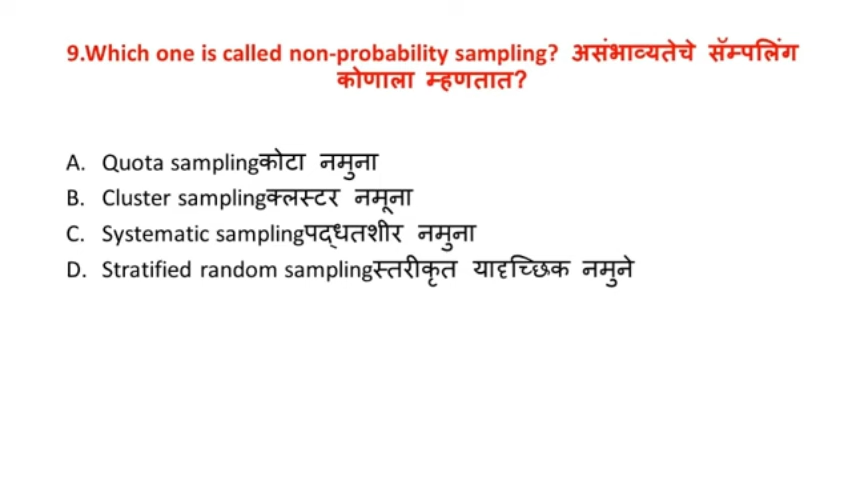 9.Which one is called non-probability sampling? असंभाव्यतेचे सॅम्पलिंग
कोणाला म्हणतात?
A. Quota samplingकोटा नमुना
B. Cluster samplingक्लस्टर नमूना
C. Systematic samplingपद्धतशीर नमुना
D. Stratified random samplingस्तरीकृत यादृच्छिक नमुने